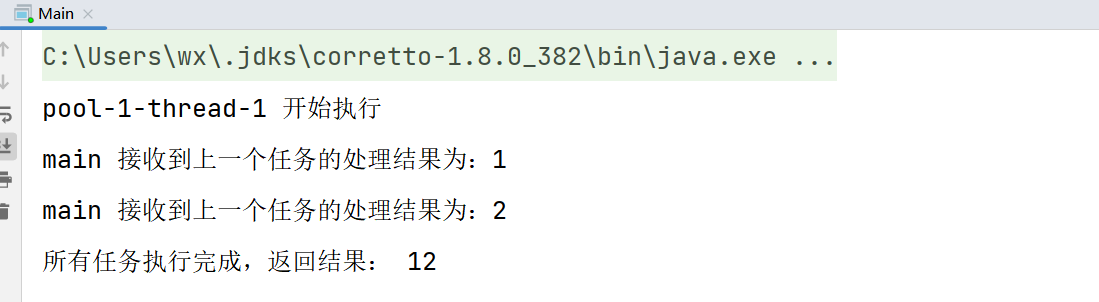 Main
C:\Users\wx\.jdks\corretto-1.8.0_382\bin\java.exe ...
pool-1-thread-1 开始执行
main 接收到上一个任务的处理结果为：1
main 接收到上一个任务的处理结果为：2
所有任务执行完成，返回结果： 12